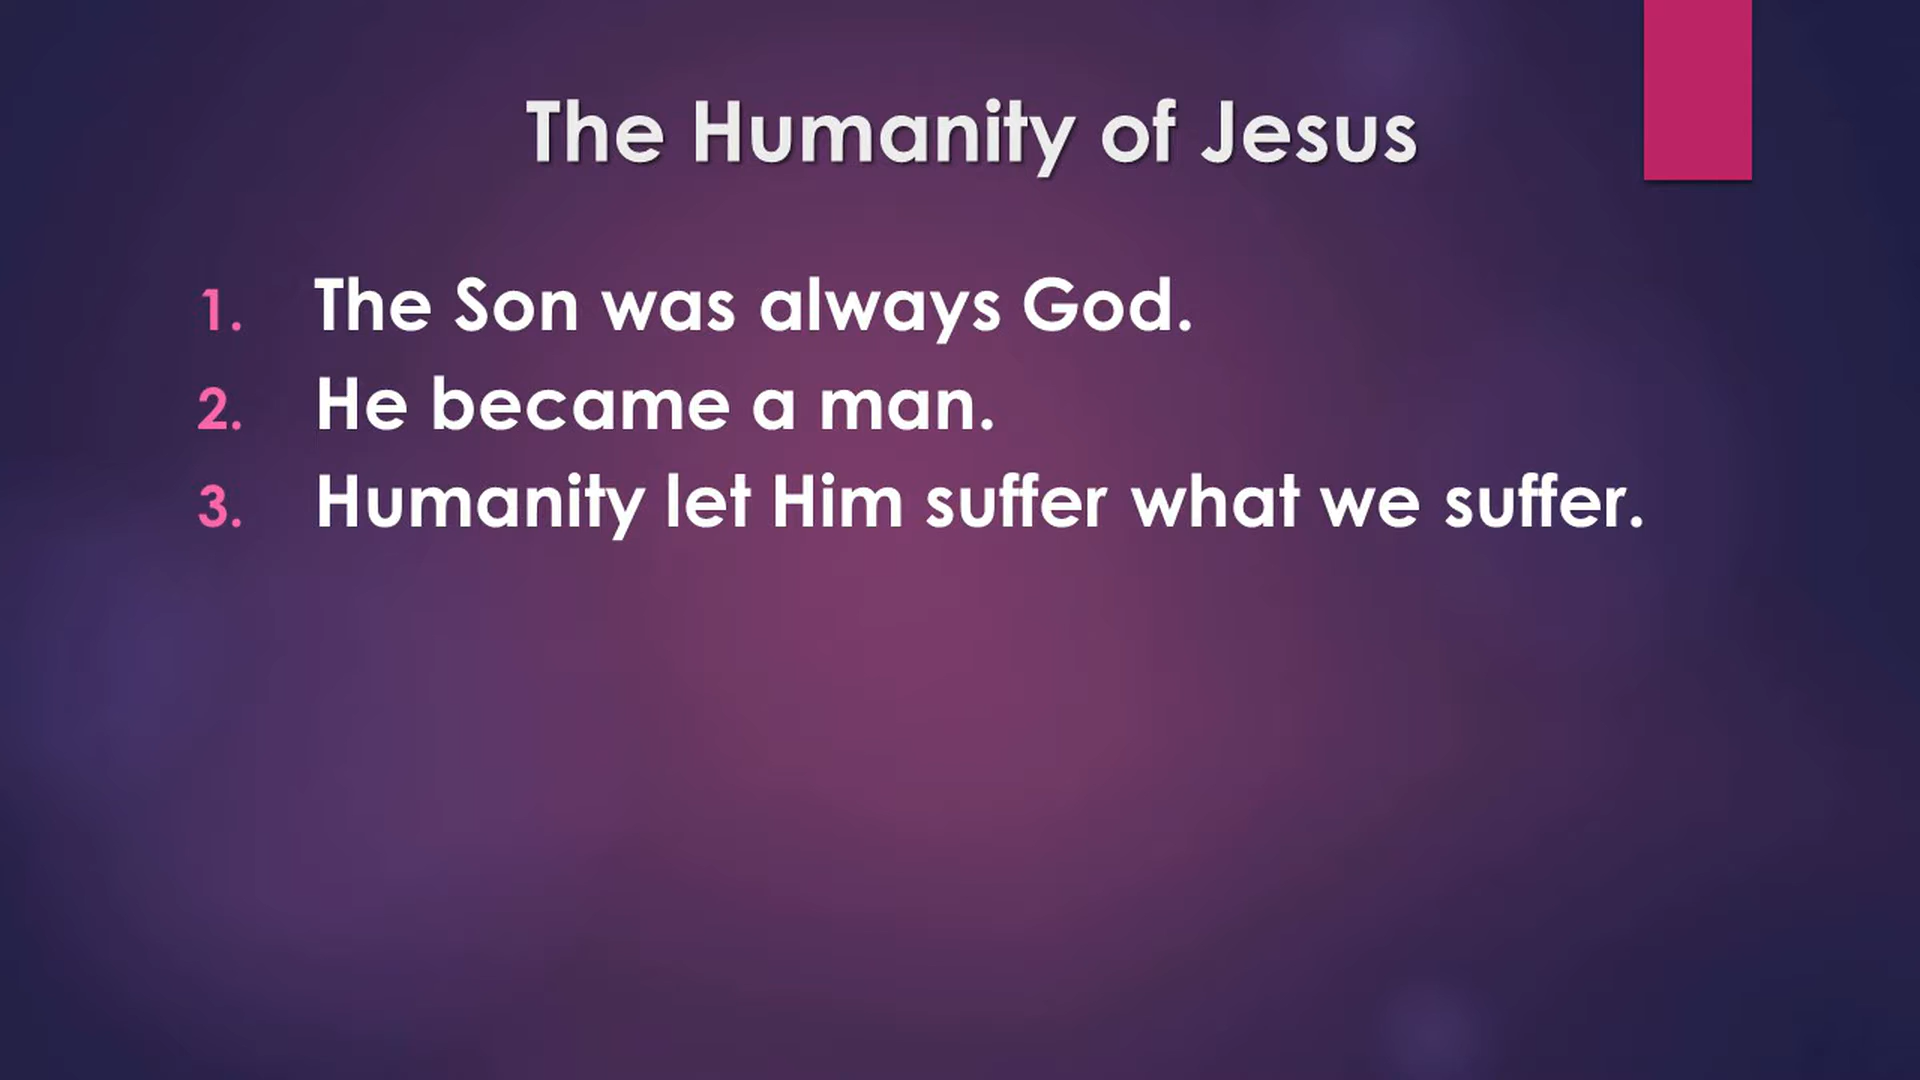 The Humanity of Jesus
1. The Son was always God.
2. He became a man.
3. Humanity let Him suffer what we suffer.